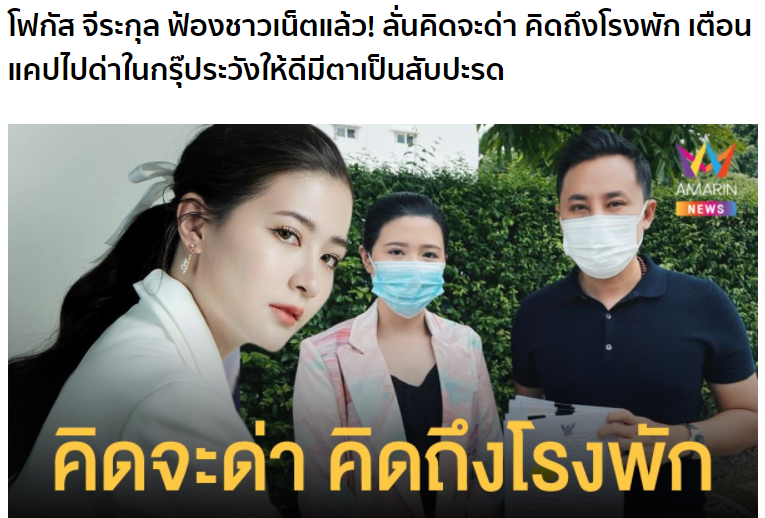 โฟกัส จีระกุล ฟ้องชาวเน็ตแล้ว! ลั่นคิดจะด่า คิดถึงโรงพัก เตือน
แคปไปด่าในกรุ๊ประวังให้ดีมีตาเป็นสับปะรด
AMARIN
NEWS
คิดจะด่า คิดถึงโรงพัก